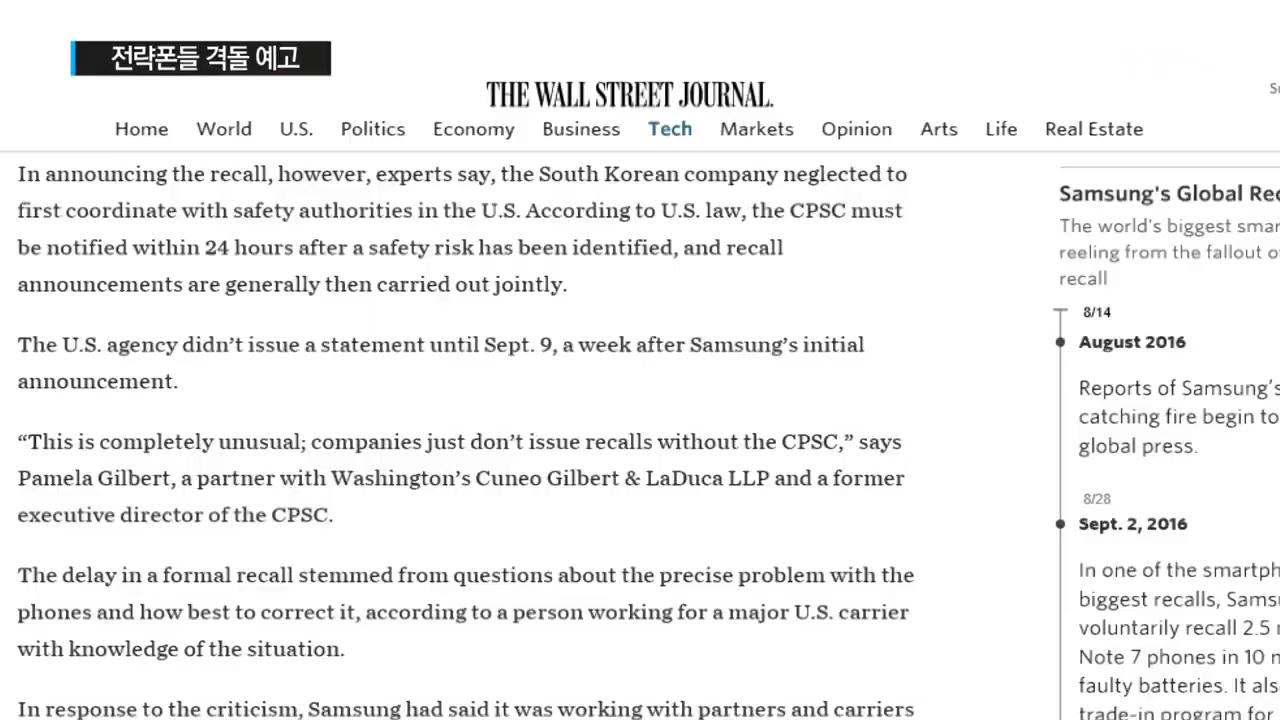 전략폰들 격돌 예고
THE WALL STREET JOURNAL.
Home World U.S. Politics Economy Business Tech Markets Opinion Arts Life Real Estate
In announcing the recall, however, experts say, the South Korean company neglected to
first coordinate with safety authorities in the U.S. According to U.S. law, the CPSC must
be notified within 24 hours after a safety risk has been identified, and recall
announcements are generally then carried out jointly.
The U.S. agency didn’t issue a statement until Sept. 9, a week after Samsung’s initial
announcement.
“This is completely unusual; companies just don’t issue recalls without the CPSC,” says
Pamela Gilbert, a partner with Washington’s Cuneo Gilbert & LaDuca LLP and a former
executive director of the CPSC.
The delay in a formal recall stemmed from questions about the precise problem with the
phones and how best to correct it, according to a person working for a major U.S. carrier
with knowledge of the situation.
In response to the criticism, Samsung had said it was working with partners and carriers
Samsung's Global
The world's biggest
reeling from the fallout
recall
8/14
August 2016
Reports of Samsung’s
catching fire begin to
global press.
8/28
Sept. 2, 2016
In one of the
biggest recalls,
voluntarily recall 2.5
Note 7 phones in 10
faulty batteries. It
trade-in program for